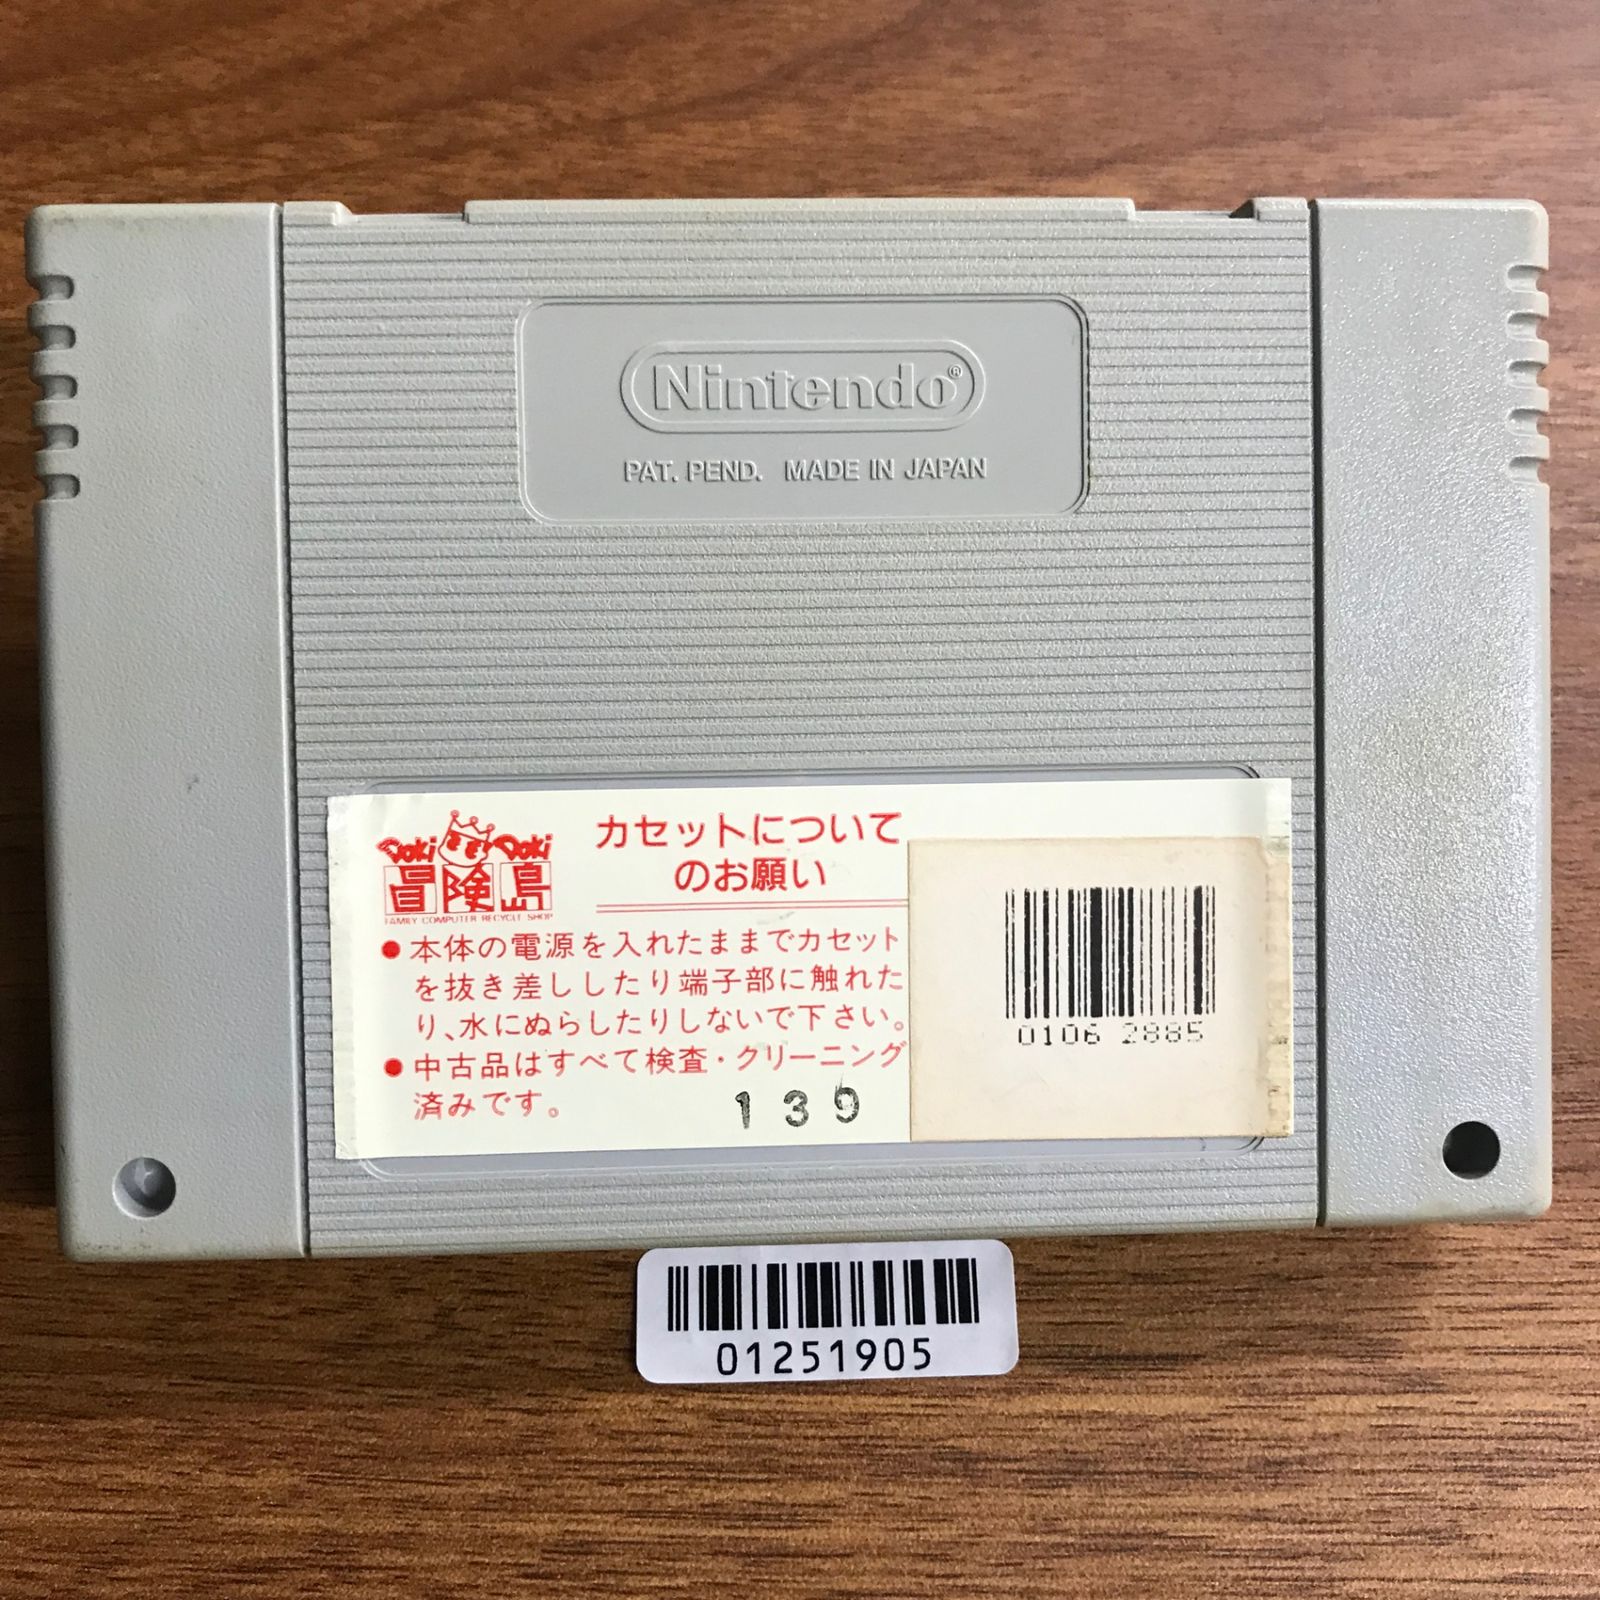 Nintendo®
PAT. PEND. MADE IN JAPAN
Doki Doki
冒険島
FAMILY COMPUTER RECYCLE SHOP
カセットについて
のお願い
●本体の電源を入れたままでカセット
を抜き差ししたり端子部に触れた
り、水にぬらしたりしないで下さい。
●中古品はすべて検査・クリーニング
済みです。
139
0106 2885
01251905